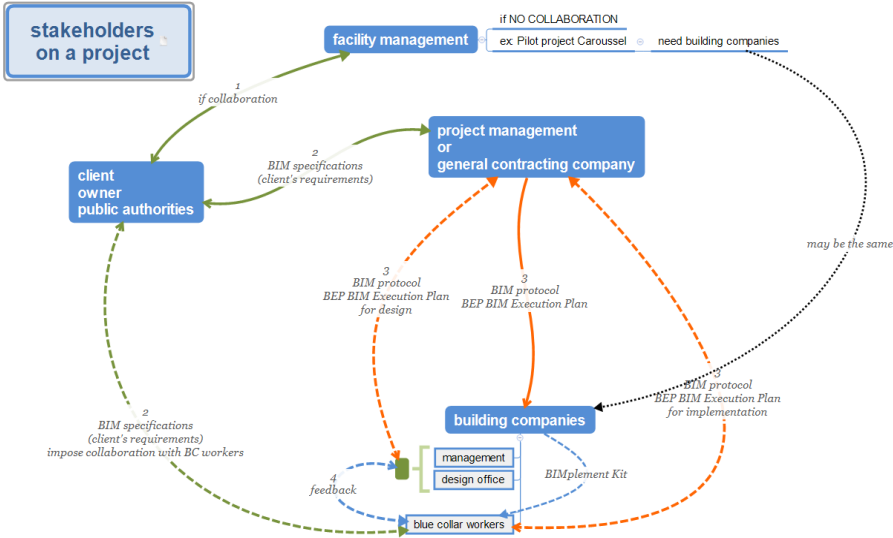 stakeholders
on a project
facility management
if NO COLLABORATION
ex: Pilot project Caroussel
need building companies
1
if collaboration
project management
or
general contracting company
2
BIM specifications
(client's requirements)
client
owner
public authorities
may be the same
3
BIM protocol
BEP BIM Execution Plan
for design
3
BIM protocol
BEP BIM Execution Plan
3
BIM protocol
BEP BIM Execution Plan
for implementation
2
BIM specifications
(client's requirements)
impose collaboration with BC workers
building companies
management
design office
BIMplement Kit
4
feedback
blue collar workers